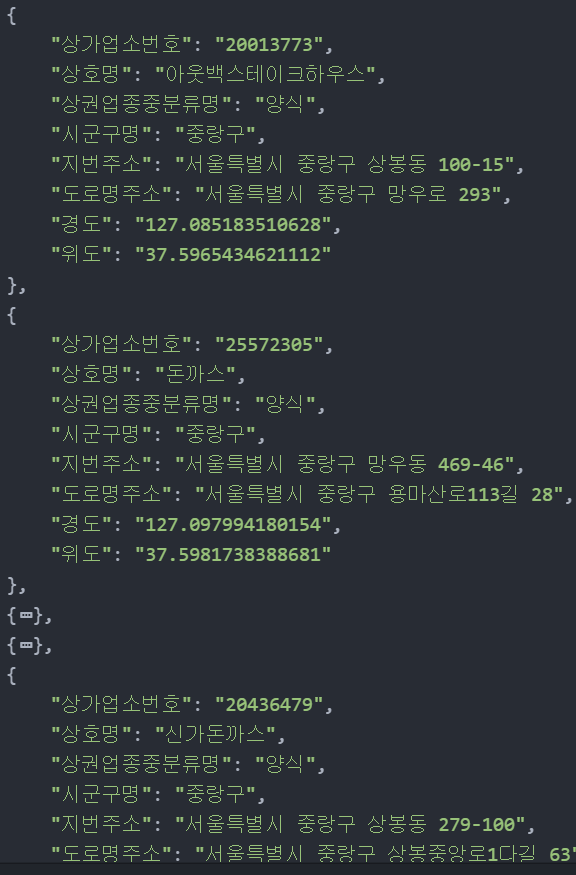 {
"상가업소번호": "20013773",
"상호명": "아웃백스테이크하우스",
"상권업종중분류명": "양식",
"시군구명": "중랑구",
"지번주소": "서울특별시 중랑구 상봉동 100-15",
"도로명주소": "서울특별시 중랑구 망우로 293",
"경도": "127.085183510628",
"위도": "37.5965434621112"
},
{
"상가업소번호": "25572305",
"상호명": "돈까스",
"상권업종중분류명": "양식",
"시군구명": "중랑구",
"지번주소": "서울특별시 중랑구 망우동 469-46",
"도로명주소": "서울특별시 중랑구 용마산로113길 28",
"경도": "127.097994180154",
"위도": "37.5981738388681"
},
{⋯},
{⋯},
{
"상가업소번호": "20436479",
"상호명": "신가돈까스",
"상권업종중분류명": "양식",
"시군구명": "중랑구",
"지번주소": "서울특별시 중랑구 상봉동 279-100",
"도로명주소": "서울특별시 중랑구 상봉중앙로1다길 63"